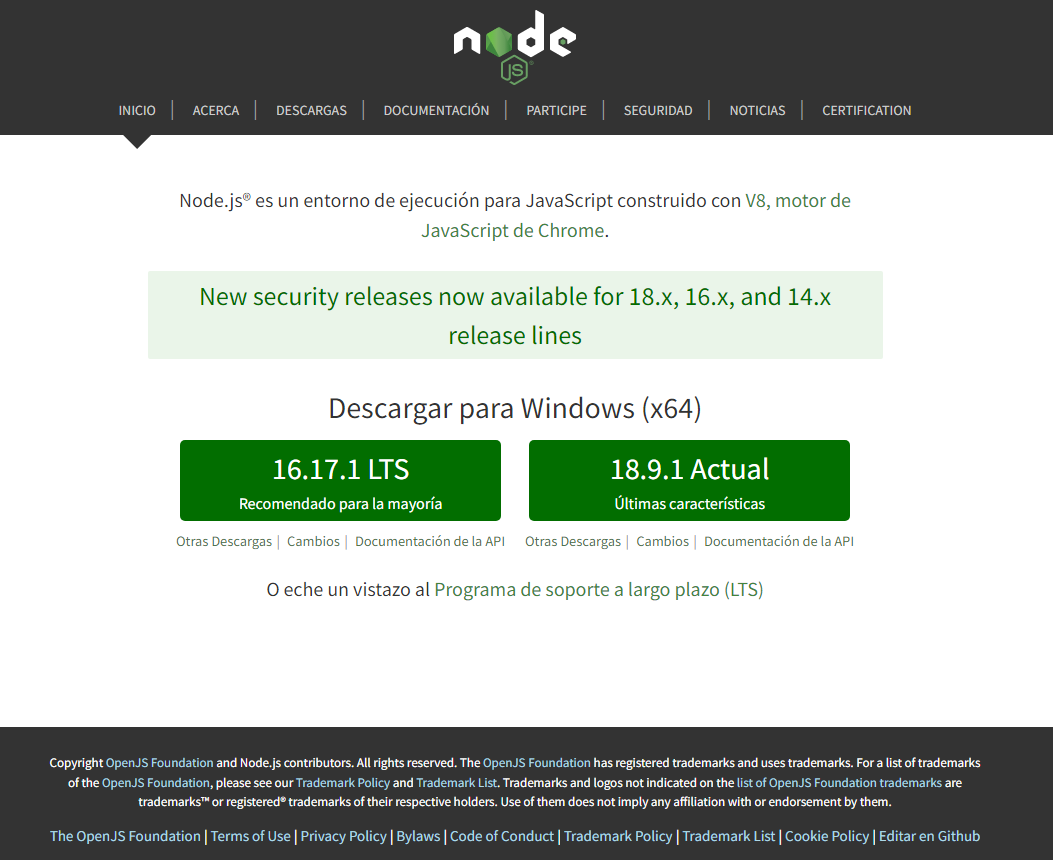 node
JS
INICIO | ACERCA | DESCARGAS | DOCUMENTACIÓN | PARTICIPE | SEGURIDAD | NOTICIAS | CERTIFICATION
Node.js® es un entorno de ejecución para JavaScript construido con V8, motor de
JavaScript de Chrome.
New security releases now available for 18.x, 16.x, and 14.x
release lines
Descargar para Windows (x64)
16.17.1 LTS
Recomendado para la mayoría
18.9.1 Actual
Últimas características
Otras Descargas | Cambios | Documentación de la API
Otras Descargas | Cambios | Documentación de la API
O eche un vistazo al Programa de soporte a largo plazo (LTS)
Copyright OpenJS Foundation and Node.js contributors. All rights reserved. The OpenJS Foundation has registered trademarks and uses trademarks. For a list of trademarks
of the OpenJS Foundation, please see our Trademark Policy and Trademark List. Trademarks and logos not indicated on the list of OpenJS Foundation trademarks are
trademarks™ or registered® trademarks of their respective holders. Use of them does not imply any affiliation with or endorsement by them.
The OpenJS Foundation | Terms of Use | Privacy Policy | Bylaws | Code of Conduct | Trademark Policy | Trademark List | Cookie Policy | Editar en Github